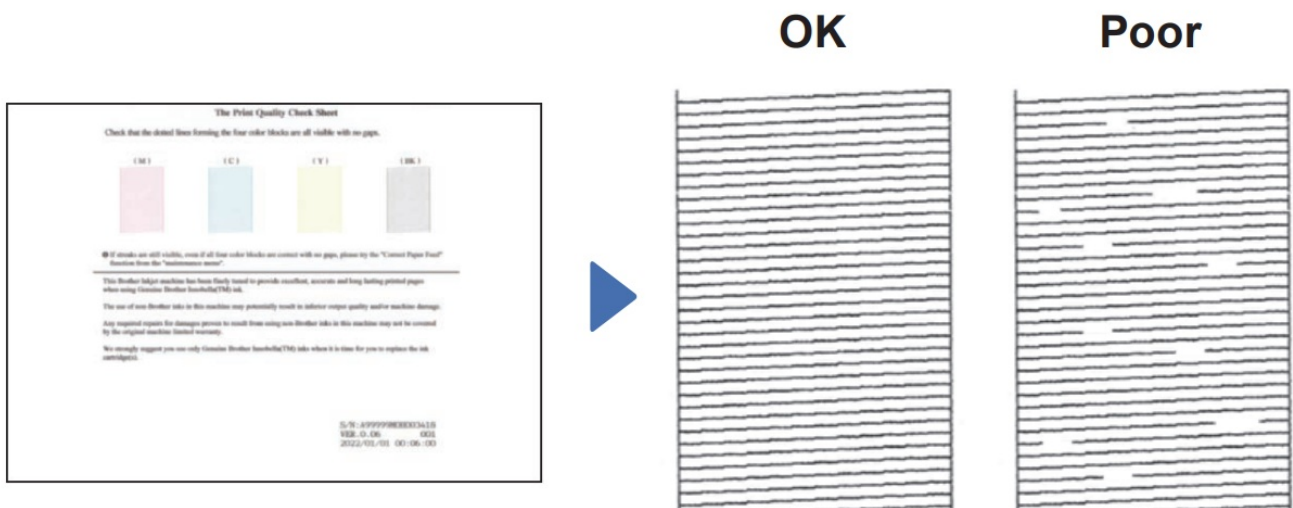 OK
Poor
The Print Quality Check Sheet
Check that the dotted lines forming the four color blocks are all visible with no gaps.
(M) (C) (Y) (BK)
If streaks are still visible, even if all four color blocks are correct with no gaps, please try the "Correct Paper Feed"
function from the "maintenance menu".
This Brother Inkjet machine has been finely tuned to provide excellent, accurate and long lasting printed pages
when using Genuine Brother Innobella(TM) ink.
The use of non-Brother inks in this machine may potentially result in inferior output quality and/or machine damage.
Any required repairs for damages proven to result from using non-Brother inks in this machine may not be covered
by the original machine limited warranty.
We strongly suggest you use only Genuine Brother Innobella(TM) inks when it is time for you to replace the ink
cartridge(s).
VER.0.06 001
2022/01/01 00:06:00